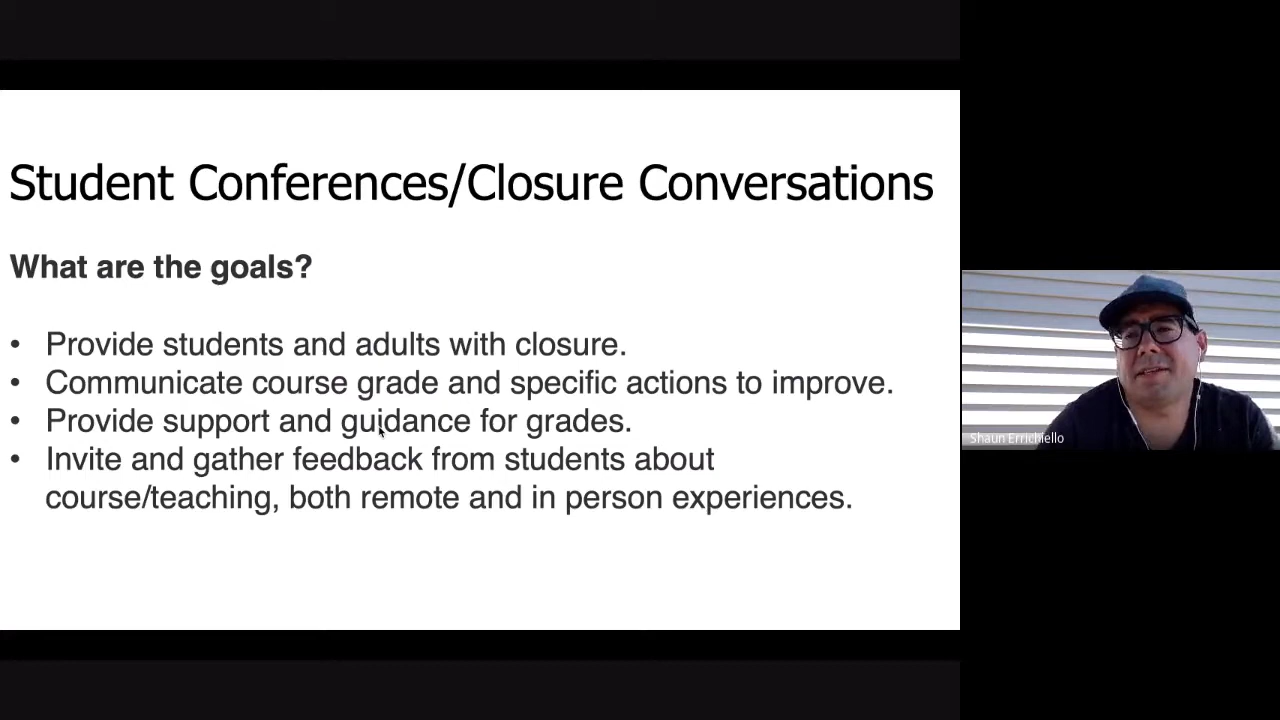 Student Conferences/Closure Conversations
What are the goals?
• Provide students and adults with closure.
• Communicate course grade and specific actions to improve.
• Provide support and guidance for grades.
• Invite and gather feedback from students about
course/teaching, both remote and in person experiences.
Shaun Errichiello